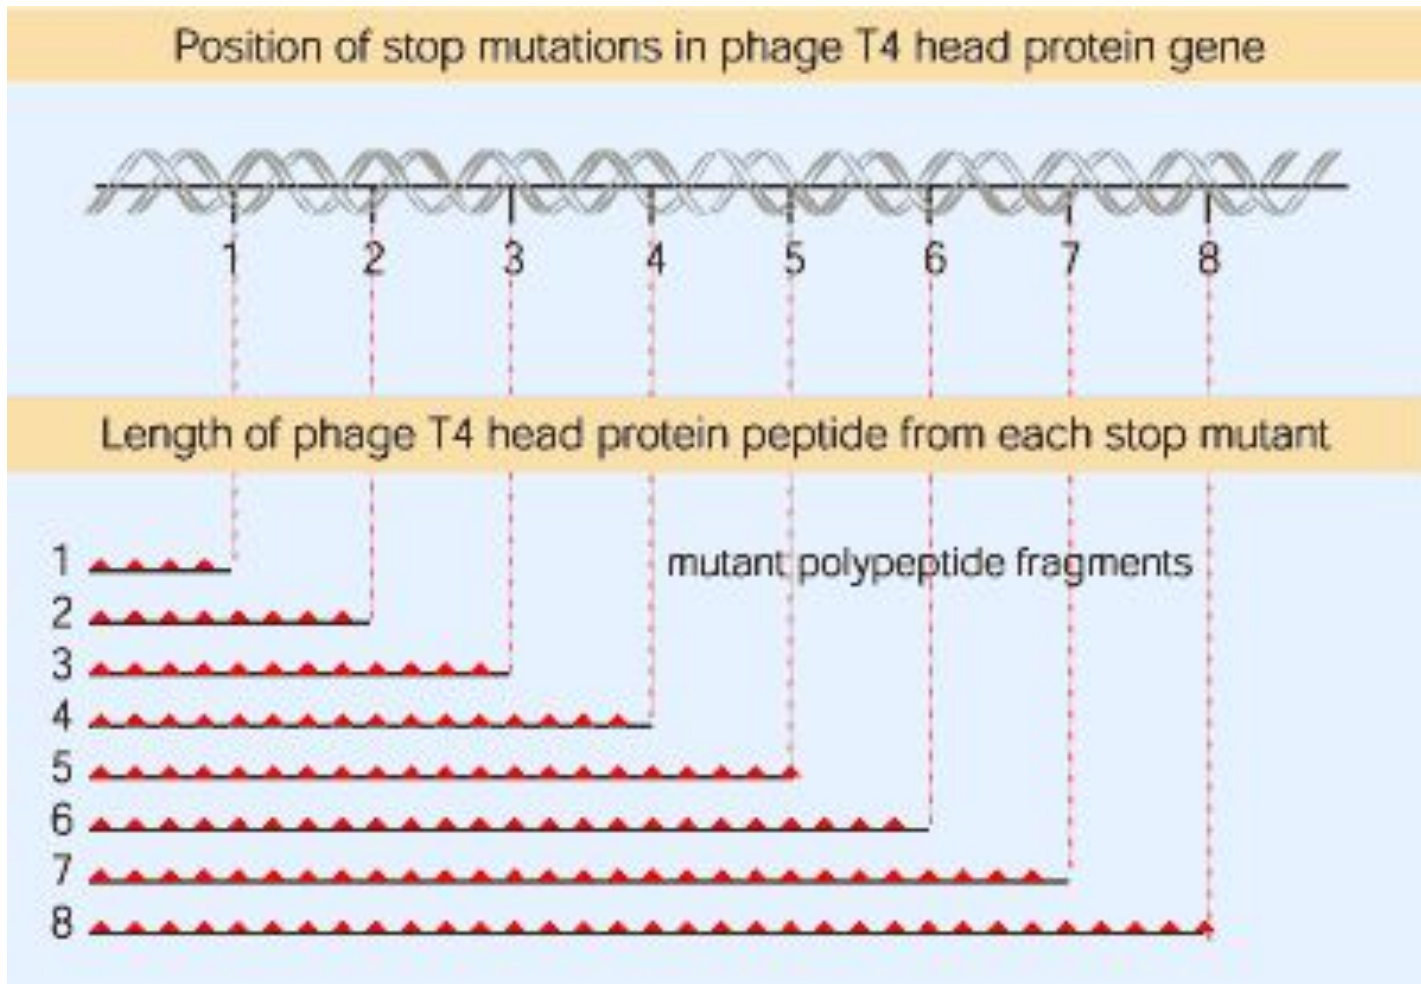 Position of stop mutations in phage T4 head protein gene
1 2 3 4 5 6 7 8
Length of phage T4 head protein peptide from each stop mutant
1 mutant polypeptide fragments
2
3
4
5
6
7
8